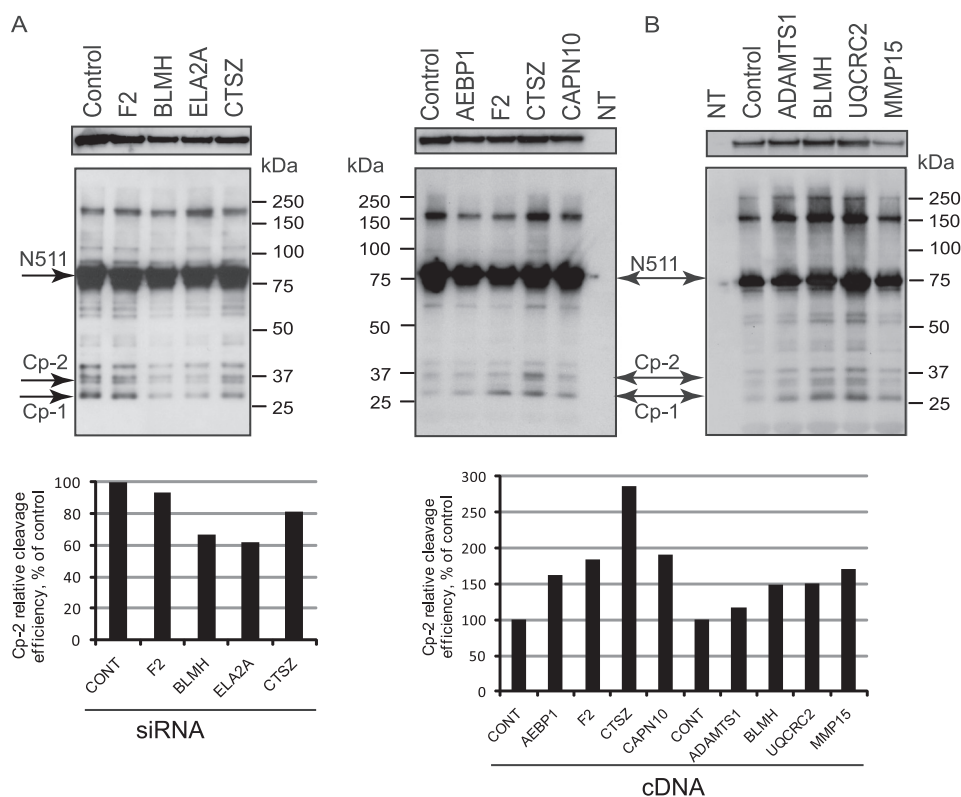 A
B
Control
F2
BLMH
ELA2A
CTSZ
Control
AEBP1
F2
CTSZ
CAPN10
NT
NT
Control
ADAMTS1
BLMH
UQCRC2
MMP15
kDa
250
150
100
75
50
37
25
N511
Cp-2
Cp-1
kDa
250
150
100
75
50
37
25
N511
Cp-2
Cp-1
kDa
250
150
100
75
50
37
25
Cp-2 relative cleavage
efficiency, % of control
100
80
60
40
20
0
CONT
F2
BLMH
ELA2A
CTSZ
siRNA
Cp-2 relative cleavage
efficiency, % of control
300
250
200
150
100
50
0
CONT
AEBP1
F2
CTSZ
CAPN10
CONT
ADAMTS1
BLMH
UQCRC2
MMP15
cDNA